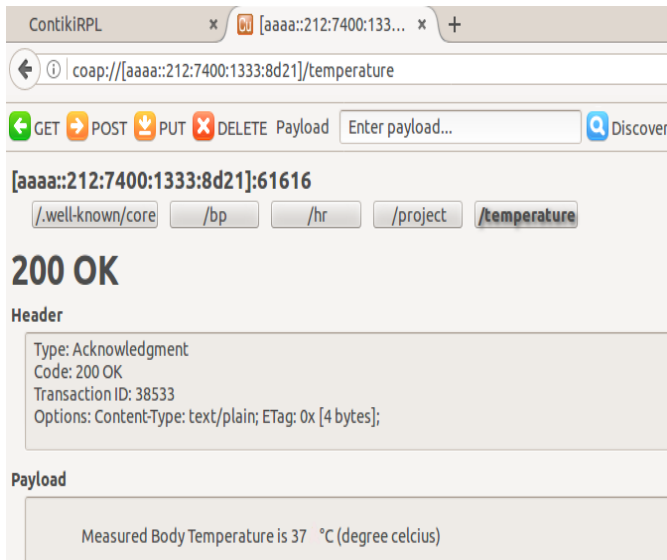 ContikiRPL × Cu [aaaa::212:7400:133... × +
coap://[aaaa::212:7400:1333:8d21]/temperature
GET POST PUT DELETE Payload Enter payload... Discover
[aaaa::212:7400:1333:8d21]:61616
/.well-known/core /bp /hr /project /temperature
200 OK
Header
Type: Acknowledgment
Code: 200 OK
Transaction ID: 38533
Options: Content-Type: text/plain; ETag: 0x [4 bytes];
Payload
Measured Body Temperature is 37 °C (degree celcius)